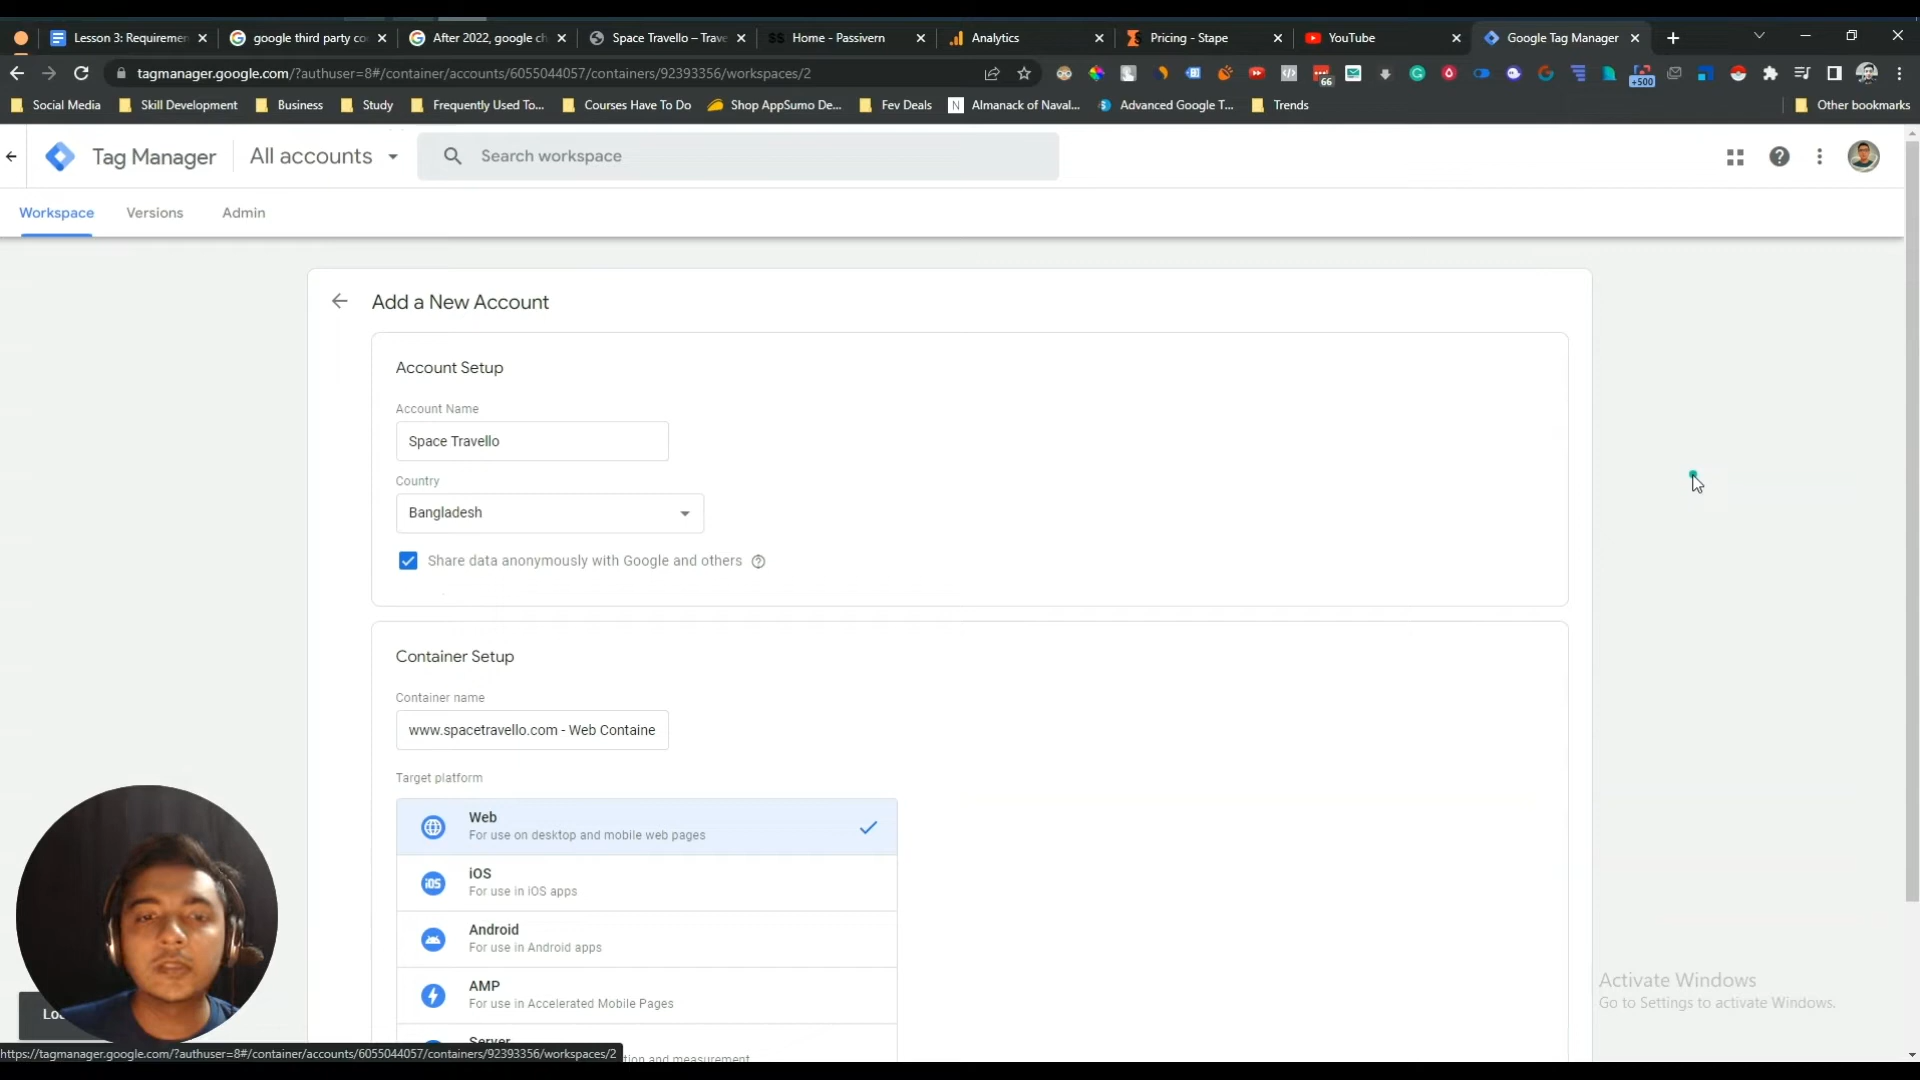 Lesson 3: Requiremen
google third party co
After 2022, google ch
Space Travello – Trave
Home - Passivern
Analytics
Pricing - Stape
YouTube
Google Tag Manager
tagmanager.google.com/?authuser=8#/container/accounts/6055044057/containers/92393356/workspaces/2
66
+500
Social Media
Skill Development
Business
Study
Frequently Used To...
Courses Have To Do
Shop AppSumo De...
Fev Deals
Almanack of Naval...
Advanced Google T...
Trends
Other bookmarks
Tag Manager
All accounts
Search workspace
Workspace
Versions
Admin
Add a New Account
Account Setup
Account Name
Space Travello
Country
Bangladesh
Share data anonymously with Google and others
Container Setup
Container name
www.spacetravello.com - Web Containe
Target platform
Web
For use on desktop and mobile web pages
iOS
iOS
For use in iOS apps
Android
For use in Android apps
AMP
For use in Accelerated Mobile Pages
Server
tion and measurement
Activate Windows
Go to Settings to activate Windows.
https://tagmanager.google.com/?authuser=8#/container/accounts/6055044057/containers/92393356/workspaces/2